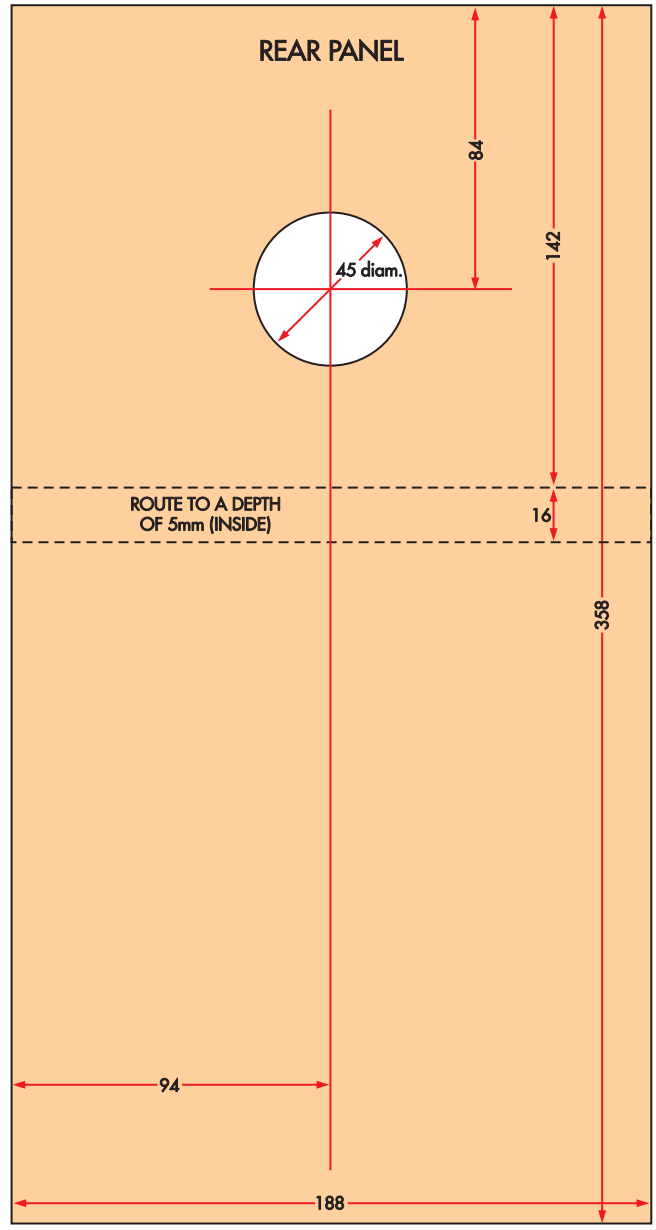 REAR PANEL
84
142
45 diam.
ROUTE TO A DEPTH
OF 5mm (INSIDE)
16
358
94
188